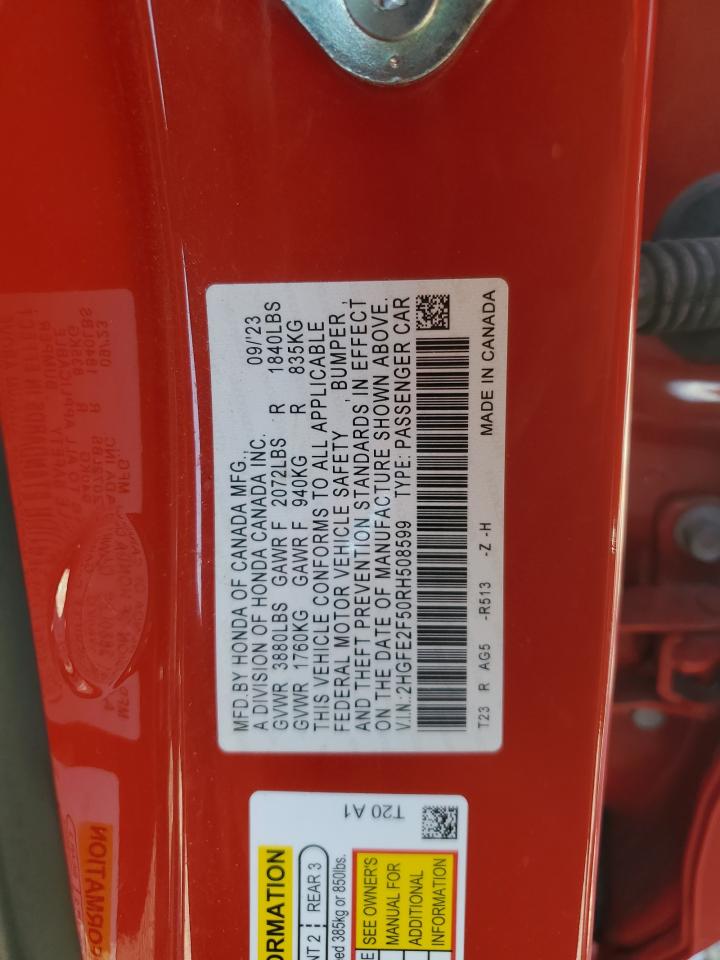 MFD.BY HONDA OF CANADA MFG., 09/'23
A DIVISION OF HONDA CANADA INC.
GVWR 3880LBS GAWR F 2072LBS R 1840LBS
GVWR 1760KG GAWR F 940KG R 835KG
THIS VEHICLE CONFORMS TO ALL APPLICABLE
FEDERAL MOTOR VEHICLE SAFETY , BUMPER ,
AND THEFT PREVENTION STANDARDS IN EFFECT
ON THE DATE OF MANUFACTURE SHOWN ABOVE.
V.I.N.:2HGFE2F50RH508599 TYPE: PASSENGER CAR
T23 R AG5 -R513 -Z -H MADE IN CANADA
T20 A1
REAR 3
385kg or 850lbs.
SEE OWNER'S
MANUAL FOR
ADDITIONAL
INFORMATION